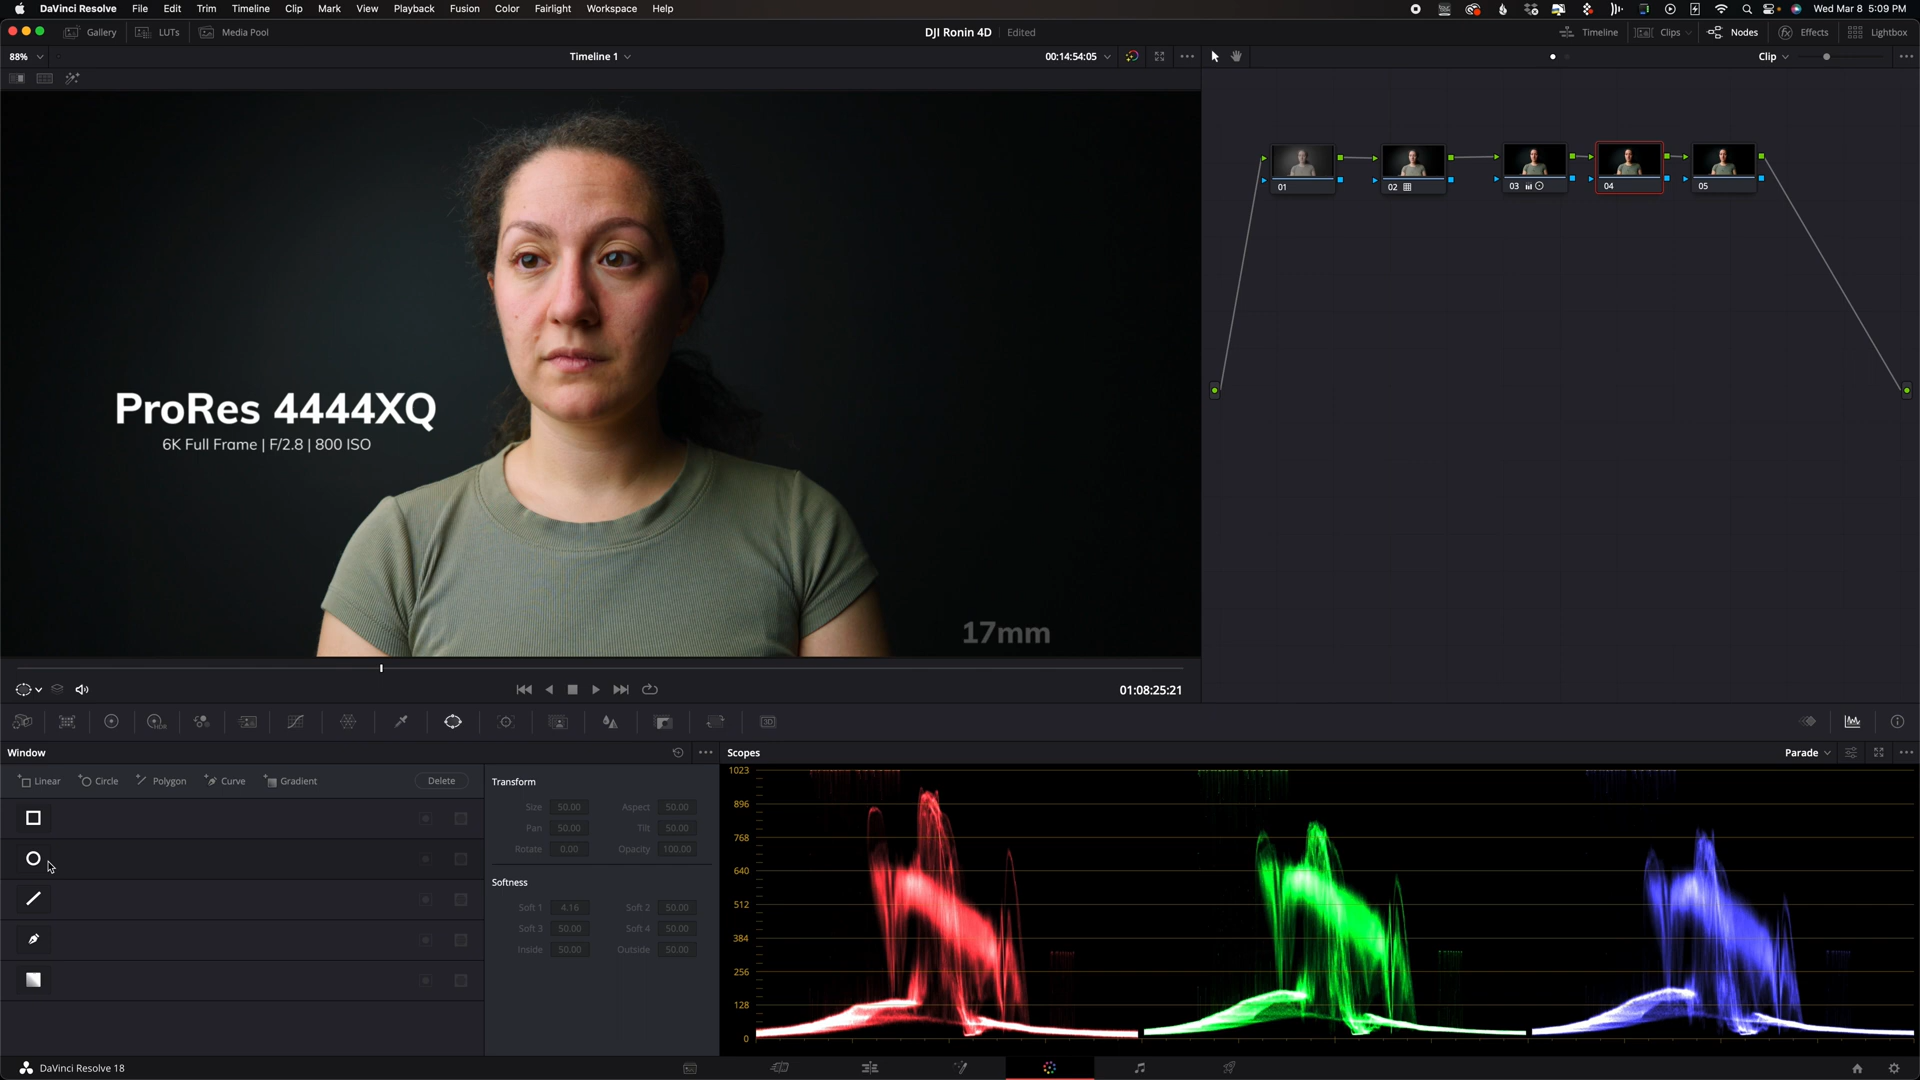 DaVinci Resolve File Edit Trim Timeline Clip Mark View Playback Fusion Color Fairlight Workspace Help Wed Mar 8 5:09 PM
Gallery LUTs Media Pool DJI Ronin 4D Edited Timeline Clips Nodes Effects Lightbox
88% Timeline 1 00:14:54:05 Clip
01 02 03 04 05
ProRes 4444XQ
6K Full Frame | F/2.8 | 800 ISO
17mm
01:08:25:21
HDR
3D
Window Scopes Parade
Linear Circle Polygon Curve Gradient Delete
Transform
Size 50.00 Aspect 50.00
Pan 50.00 Tilt 50.00
Rotate 0.00 Opacity 100.00
Softness
Soft 1 4.16 Soft 2 50.00
Soft 3 50.00 Soft 4 50.00
Inside 50.00 Outside 50.00
1023
896
768
640
512
384
256
128
0
DaVinci Resolve 18